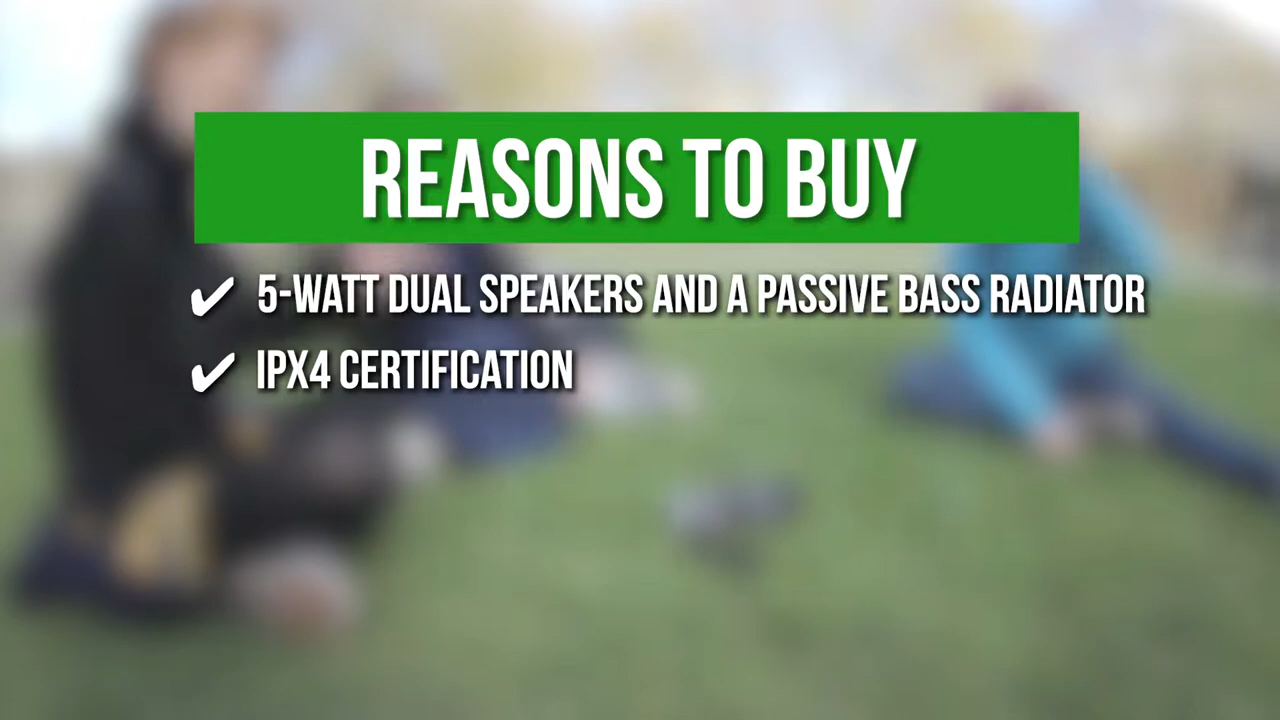 REASONS TO BUY
✔ 5-WATT DUAL SPEAKERS AND A PASSIVE BASS RADIATOR
✔ IPX4 CERTIFICATION